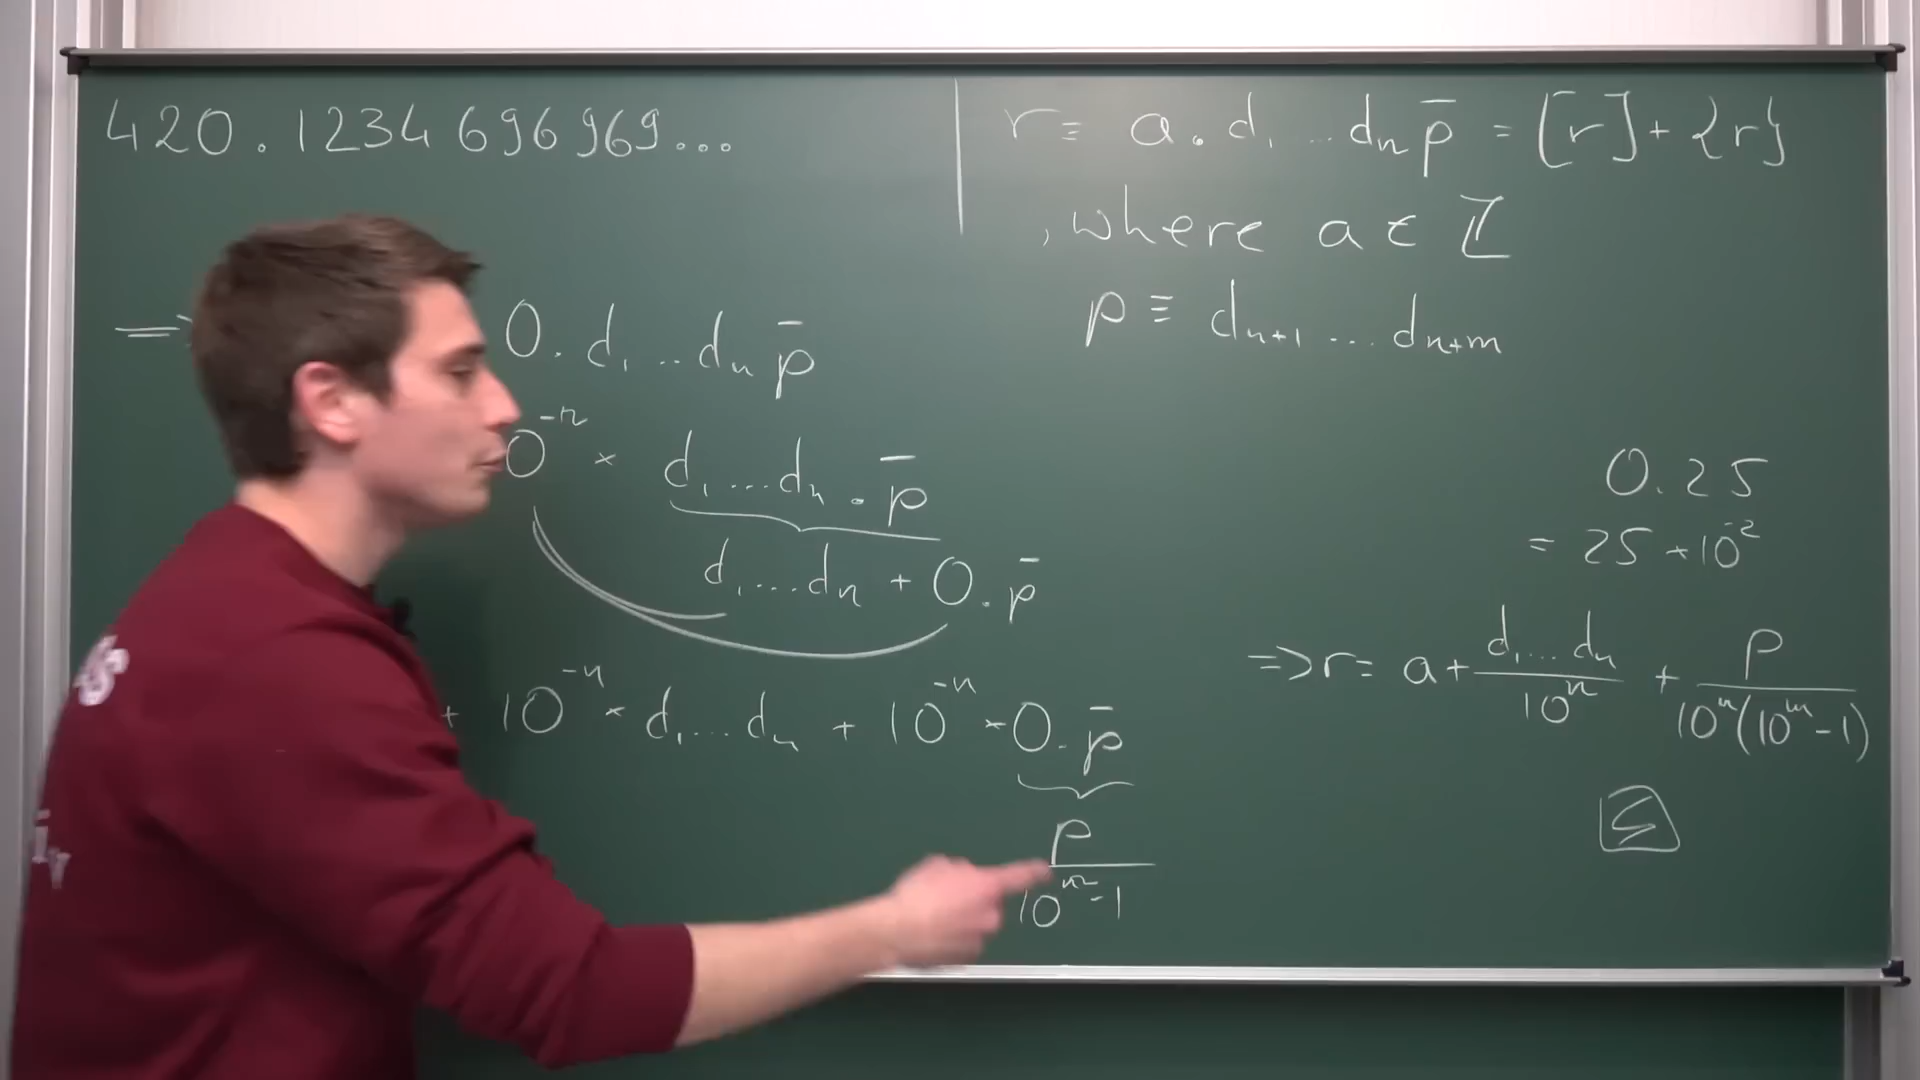 420.1234696969...
r ≡ a.d₁...dₙp̄ = [r] + {r}
, where a ∈ ℤ
p ≡ dₙ₊₁ ... dₙ₊ₘ
=> 0.d₁...dₙp̄
0⁻ⁿ × d₁...dₙ.p̄
d₁...dₙ + 0.p̄
+ 10⁻ⁿ * d₁...dₙ + 10⁻ⁿ * 0.p̄
p
10ᵐ-1
0.25
= 25 * 10⁻²
=> r = a + d₁...dₙ/10ⁿ + p/10ⁿ(10ᵐ-1)